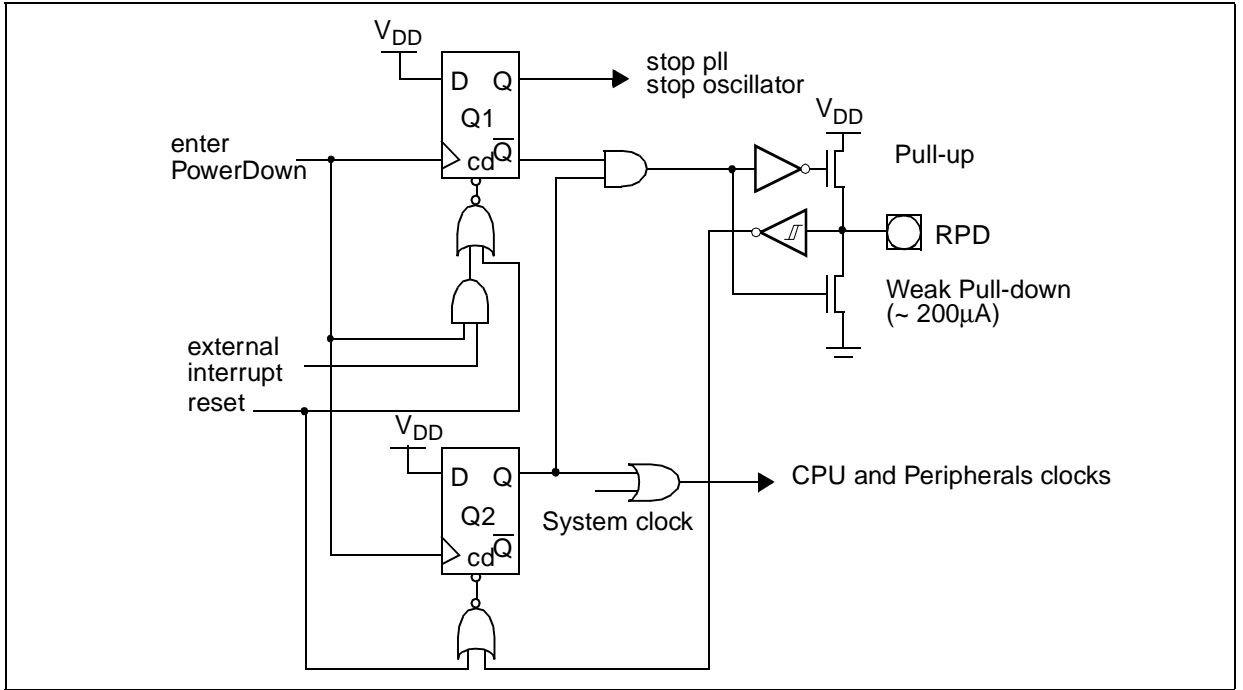 VDD
stop pll
stop oscillator
D Q
Q1
cd Q̅
enter
PowerDown
VDD
Pull-up
RPD
Weak Pull-down
(~ 200μA)
external
interrupt
reset
VDD
D Q
Q2
cd Q̅
System clock
CPU and Peripherals clocks